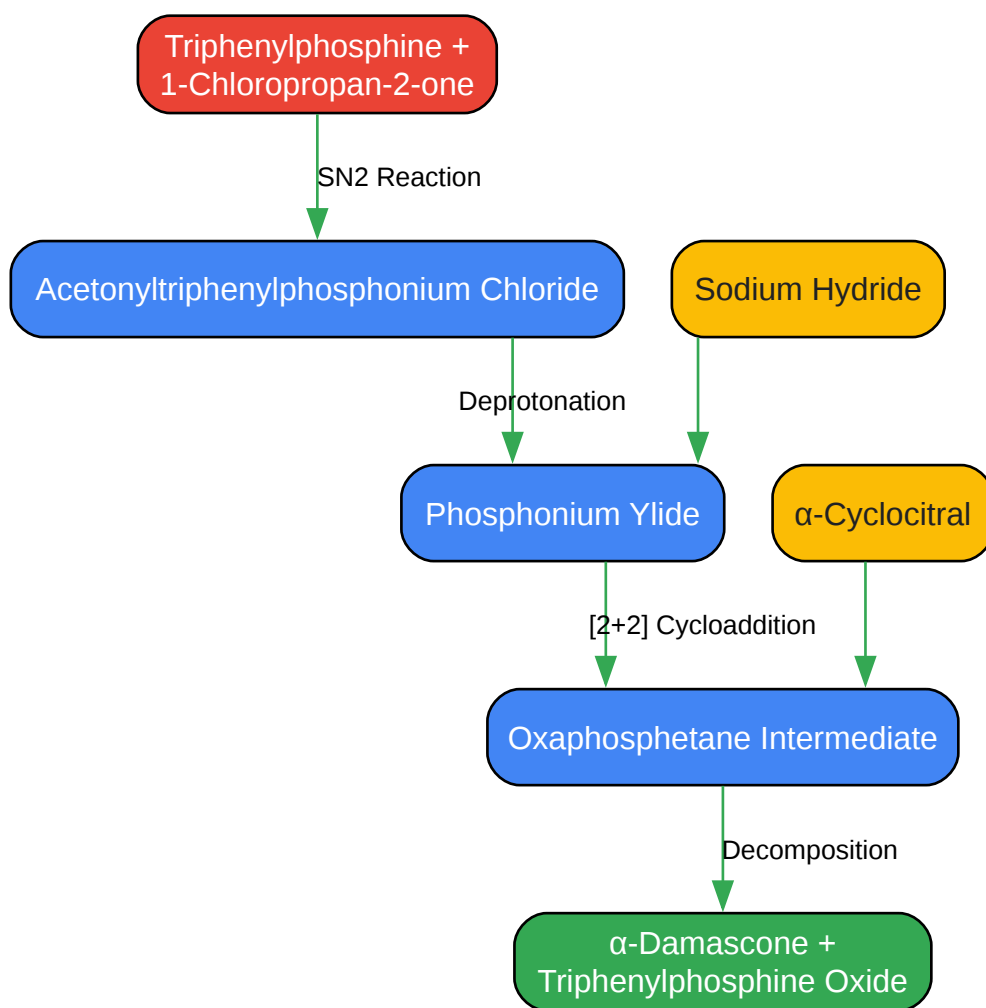 Triphenylphosphine +
1-Chloropropan-2-one
SN2 Reaction
Acetonyltriphenylphosphonium Chloride
Sodium Hydride
Deprotonation
Phosphonium Ylide
α-Cyclocitral
[2+2] Cycloaddition
Oxaphosphetane Intermediate
Decomposition
α-Damascone +
Triphenylphosphine Oxide